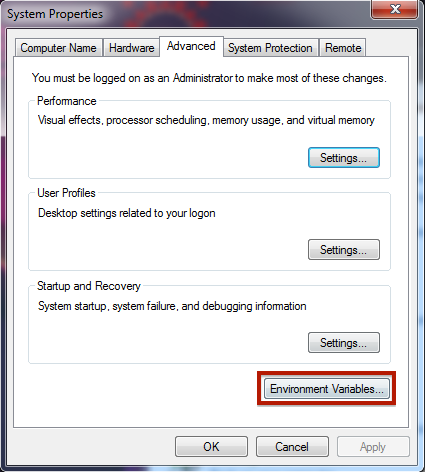 System Properties
Computer Name Hardware Advanced System Protection Remote
You must be logged on as an Administrator to make most of these changes.
Performance
Visual effects, processor scheduling, memory usage, and virtual memory
Settings...
User Profiles
Desktop settings related to your logon
Settings...
Startup and Recovery
System startup, system failure, and debugging information
Settings...
Environment Variables...
OK Cancel Apply